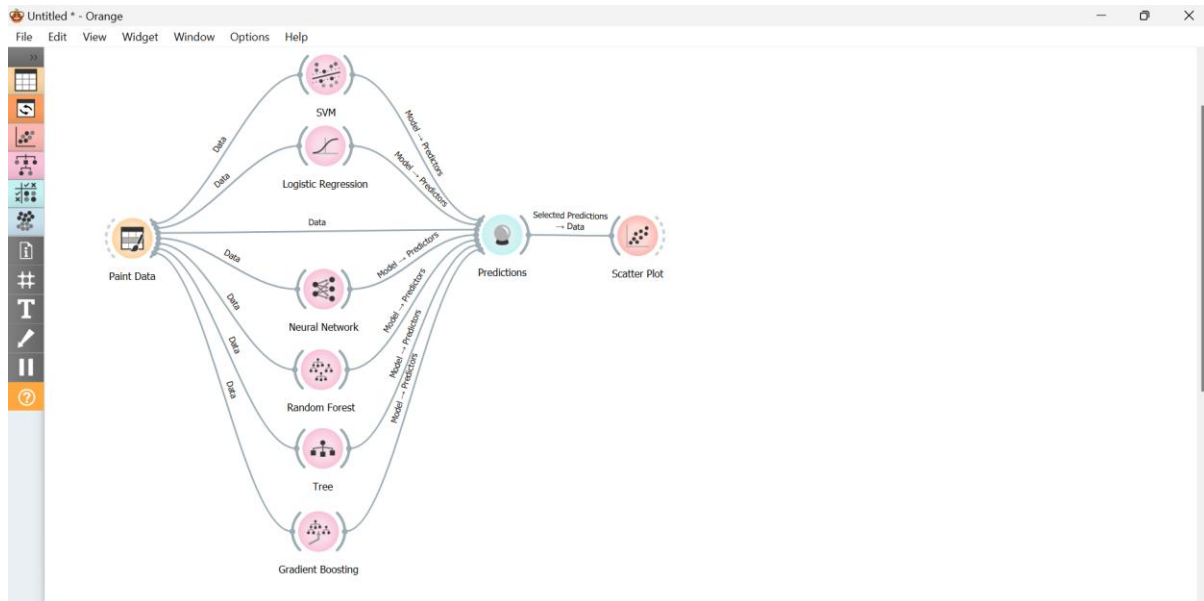 Untitled * - Orange
File Edit View Widget Window Options Help
SVM
Data
Model → Predictors
Logistic Regression
Data
Model → Predictors
Data
Selected Predictions
→ Data
Paint Data
Predictions
Scatter Plot
Data
Model → Predictors
Neural Network
Data
Model → Predictors
Random Forest
Data
Model → Predictors
Tree
Data
Model → Predictors
Gradient Boosting